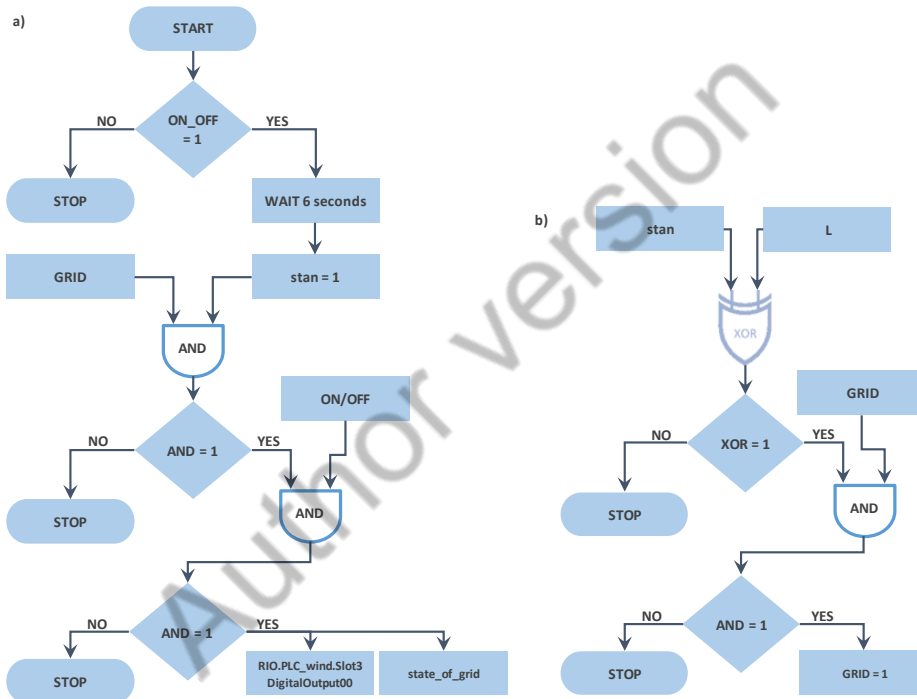 a)
START
ON_OFF
= 1
NO
YES
STOP
WAIT 6 seconds
GRID
stan = 1
AND
ON/OFF
NO
AND = 1
YES
STOP
AND
NO
AND = 1
YES
STOP
RIO.PLC_wind.Slot3
DigitalOutput00
state_of_grid
b)
stan
L
XOR
GRID
NO
XOR = 1
YES
STOP
AND
NO
AND = 1
YES
STOP
GRID = 1
Author version